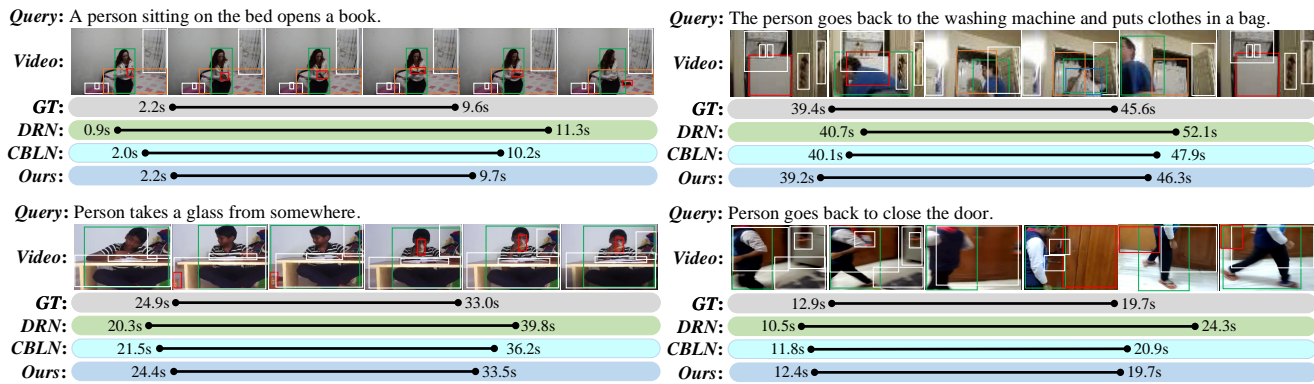 Query: A person sitting on the bed opens a book.
Video:
GT: 2.2s 9.6s
DRN: 0.9s 11.3s
CBLN: 2.0s 10.2s
Ours: 2.2s 9.7s
Query: The person goes back to the washing machine and puts clothes in a bag.
Video:
GT: 39.4s 45.6s
DRN: 40.7s 52.1s
CBLN: 40.1s 47.9s
Ours: 39.2s 46.3s
Query: Person takes a glass from somewhere.
Video:
GT: 24.9s 33.0s
DRN: 20.3s 39.8s
CBLN: 21.5s 36.2s
Ours: 24.4s 33.5s
Query: Person goes back to close the door.
Video:
GT: 12.9s 19.7s
DRN: 10.5s 24.3s
CBLN: 11.8s 20.9s
Ours: 12.4s 19.7s